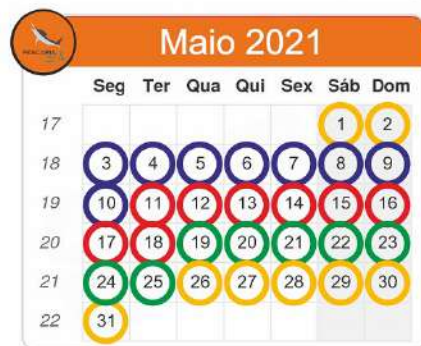 Maio 2021
Seg Ter Qua Qui Sex Sáb Dom
17 1 2
18 3 4 5 6 7 8 9
19 10 11 12 13 14 15 16
20 17 18 19 20 21 22 23
21 24 25 26 27 28 29 30
22 31